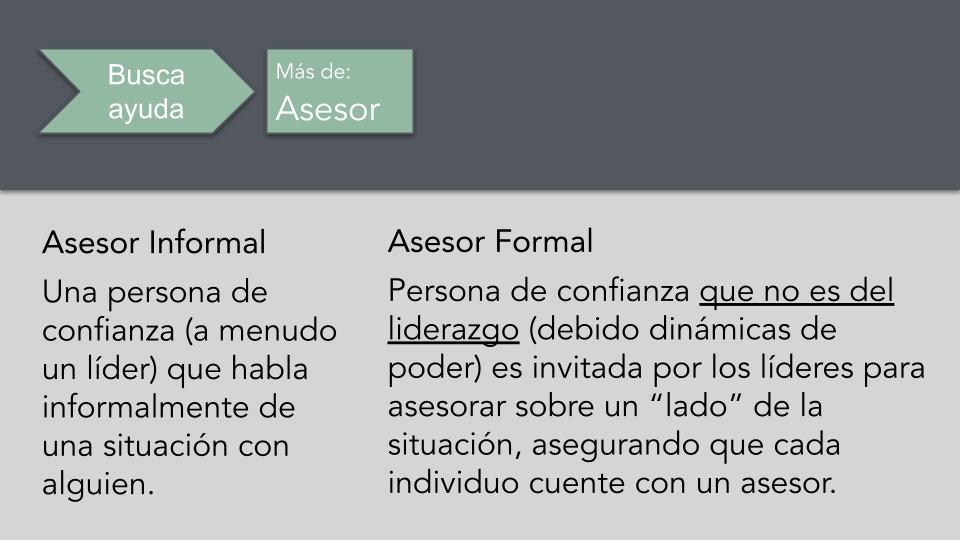 Busca
ayuda
Más de:
Asesor
Asesor Informal
Una persona de
confianza (a menudo
un líder) que habla
informalmente de
una situación con
alguien.
Asesor Formal
Persona de confianza que no es del
liderazgo (debido dinámicas de
poder) es invitada por los líderes para
asesorar sobre un “lado” de la
situación, asegurando que cada
individuo cuente con un asesor.